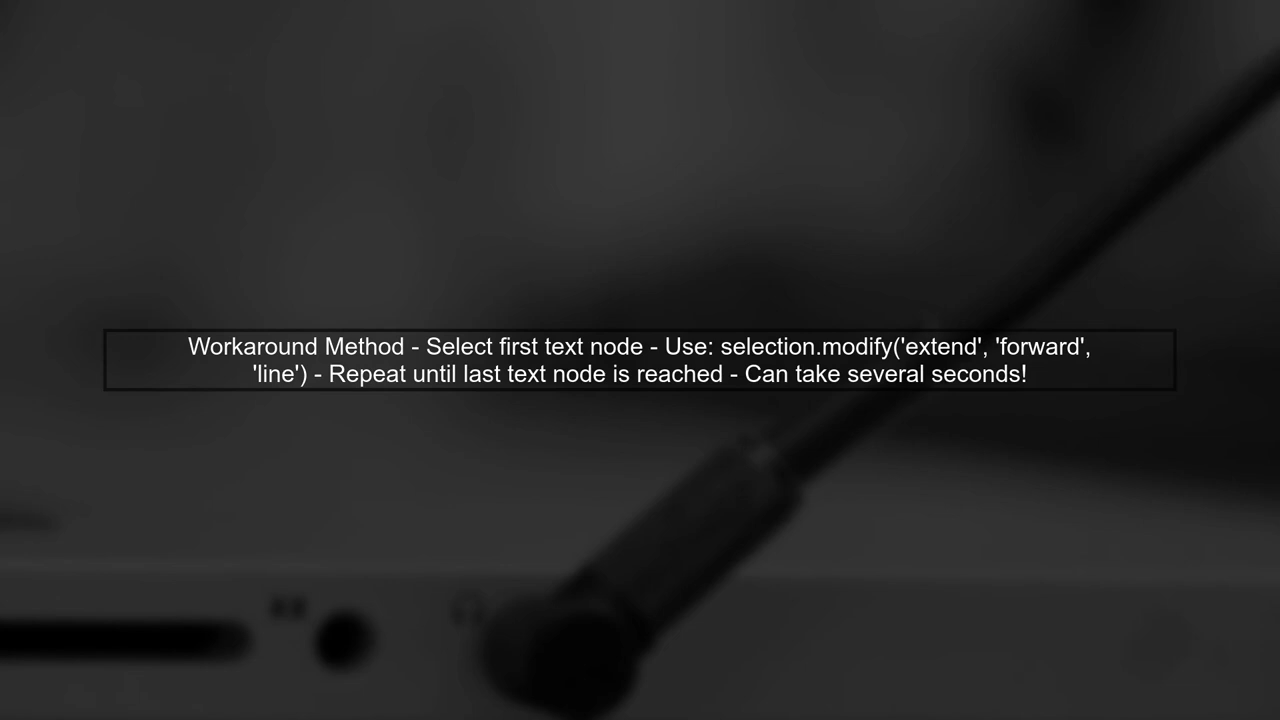 Workaround Method - Select first text node - Use: selection.modify('extend', 'forward',
'line') - Repeat until last text node is reached - Can take several seconds!